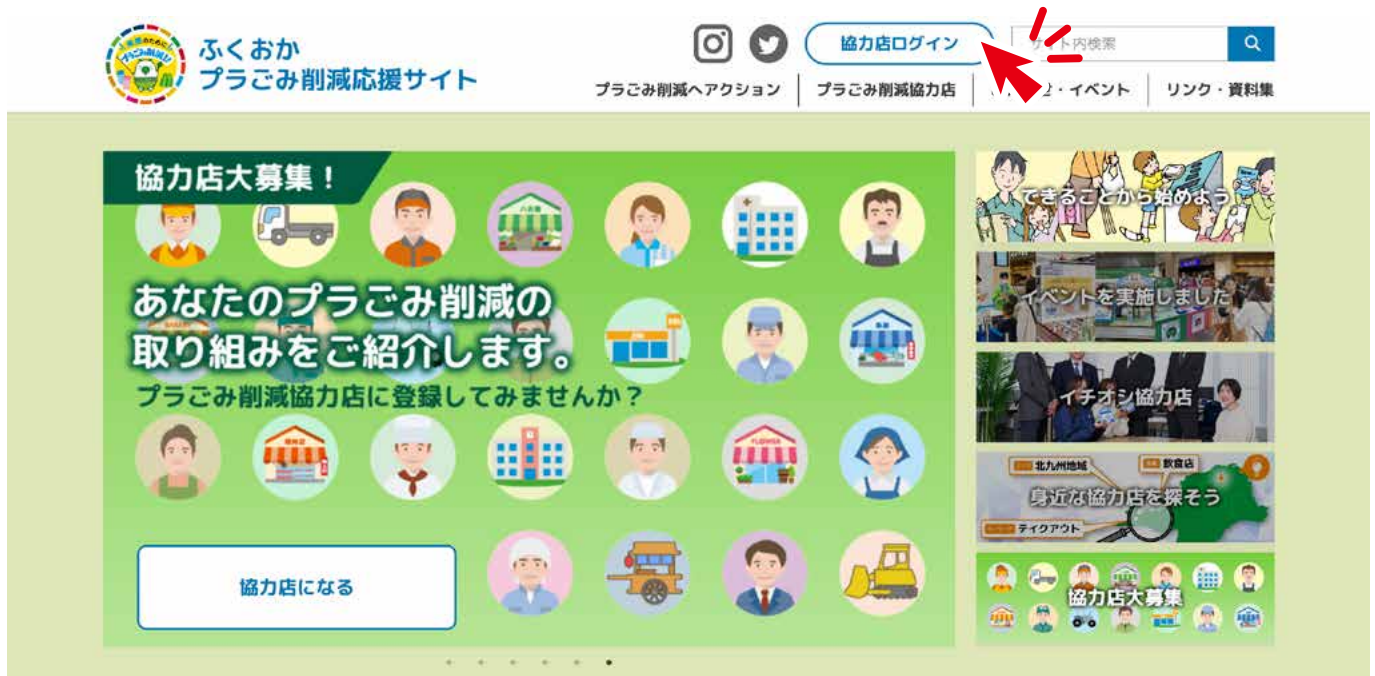 ふくおか
プラごみ削減応援サイト
協力店ログイン
サイト内検索
プラごみ削減へアクション
プラごみ削減協力店
・イベント
リンク・資料集
協力店大募集！
あなたのプラごみ削減の
取り組みをご紹介します。
プラごみ削減協力店に登録してみませんか？
FLOWER
協力店になる
できることから始めよう
イベントを実施しました
イチオシ協力店
北九州地域
飲食店
身近な協力店を探そう
テイクアウト
協力店大募集